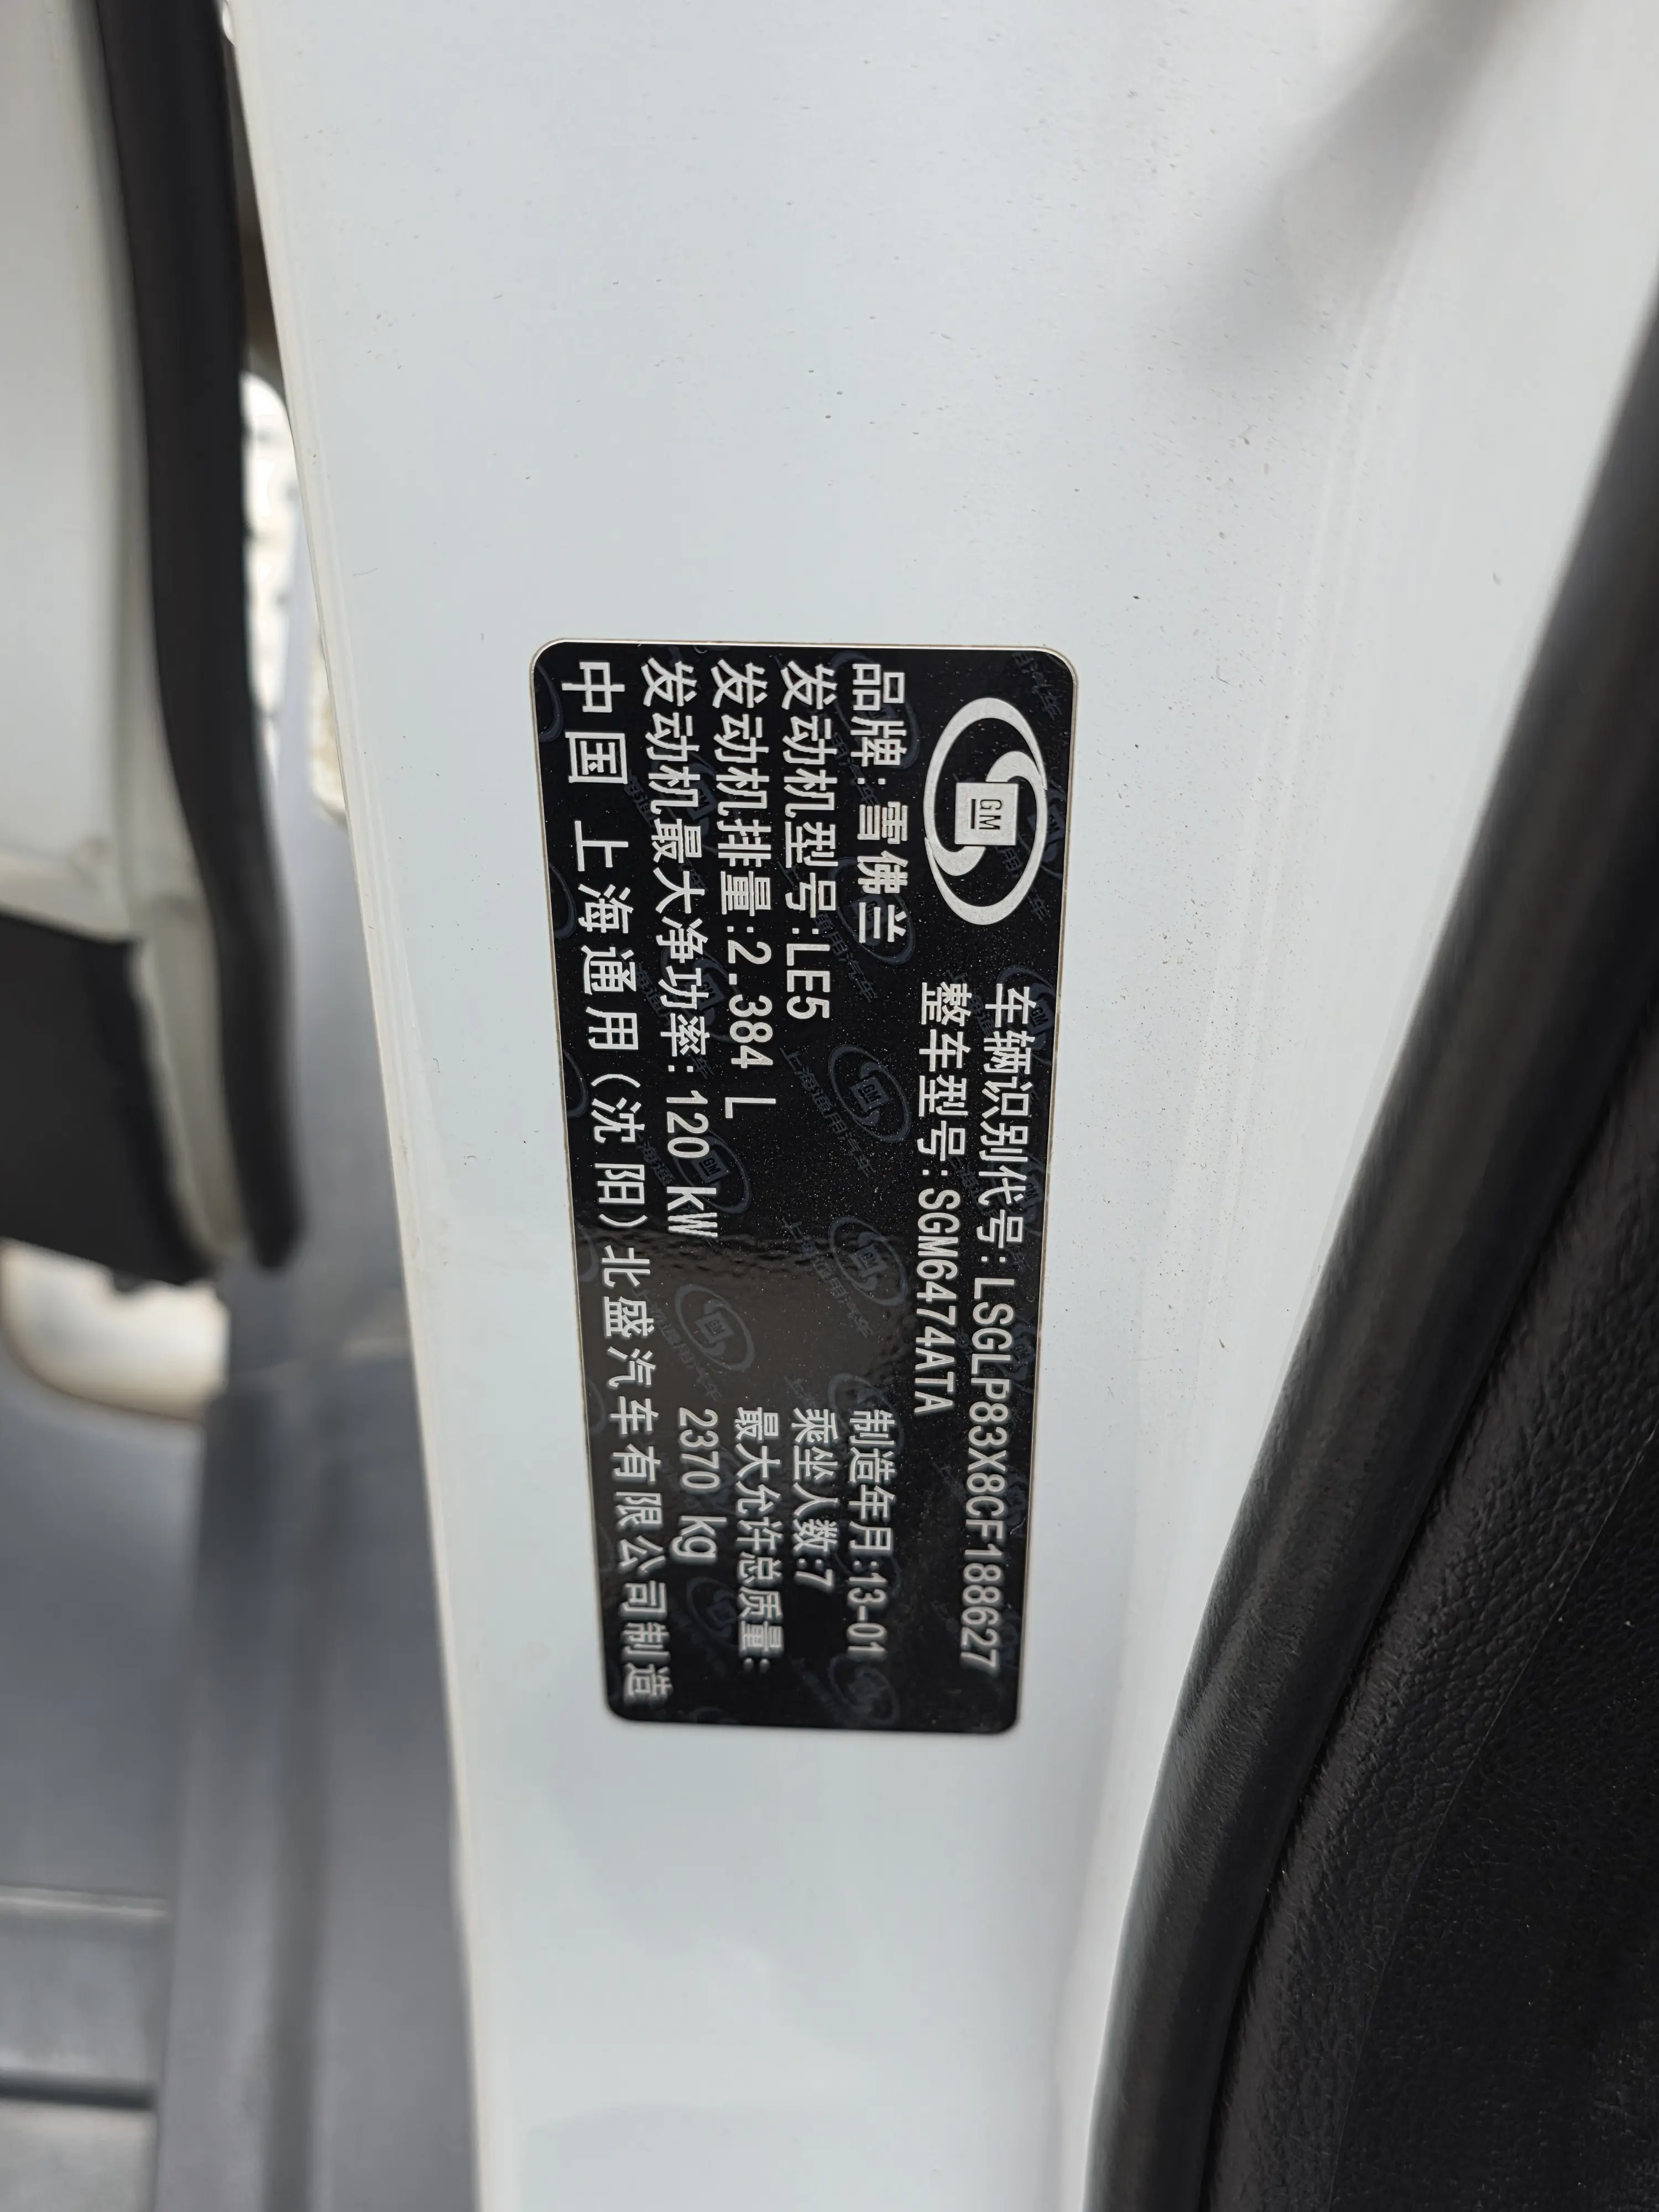 GM
车辆识别代号:LSGLP83X8CF188627
整车型号:SGM6474ATA
品牌:雪佛兰
制造年月:13-01
发动机型号:LE5
乘坐人数:7
发动机排量:2.384 L
最大允许总质量:
发动机最大净功率:120 kW
2370 kg
中国 上海通用(沈阳)北盛汽车有限公司制造